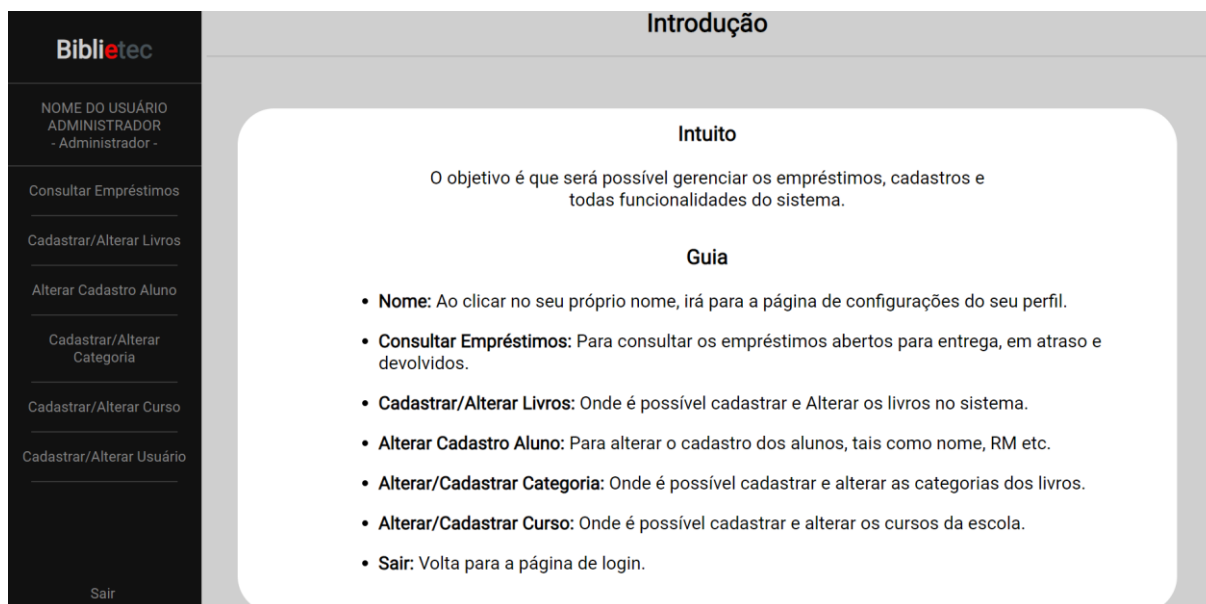 Biblietec
NOME DO USUÁRIO
ADMINISTRADOR
- Administrador -
Consultar Empréstimos
Cadastrar/Alterar Livros
Alterar Cadastro Aluno
Cadastrar/Alterar
Categoria
Cadastrar/Alterar Curso
Cadastrar/Alterar Usuário
Sair
Introdução
Intuito
O objetivo é que será possível gerenciar os empréstimos, cadastros e
todas funcionalidades do sistema.
Guia
• Nome: Ao clicar no seu próprio nome, irá para a página de configurações do seu perfil.
• Consultar Empréstimos: Para consultar os empréstimos abertos para entrega, em atraso e
devolvidos.
• Cadastrar/Alterar Livros: Onde é possível cadastrar e Alterar os livros no sistema.
• Alterar Cadastro Aluno: Para alterar o cadastro dos alunos, tais como nome, RM etc.
• Alterar/Cadastrar Categoria: Onde é possível cadastrar e alterar as categorias dos livros.
• Alterar/Cadastrar Curso: Onde é possível cadastrar e alterar os cursos da escola.
• Sair: Volta para a página de login.